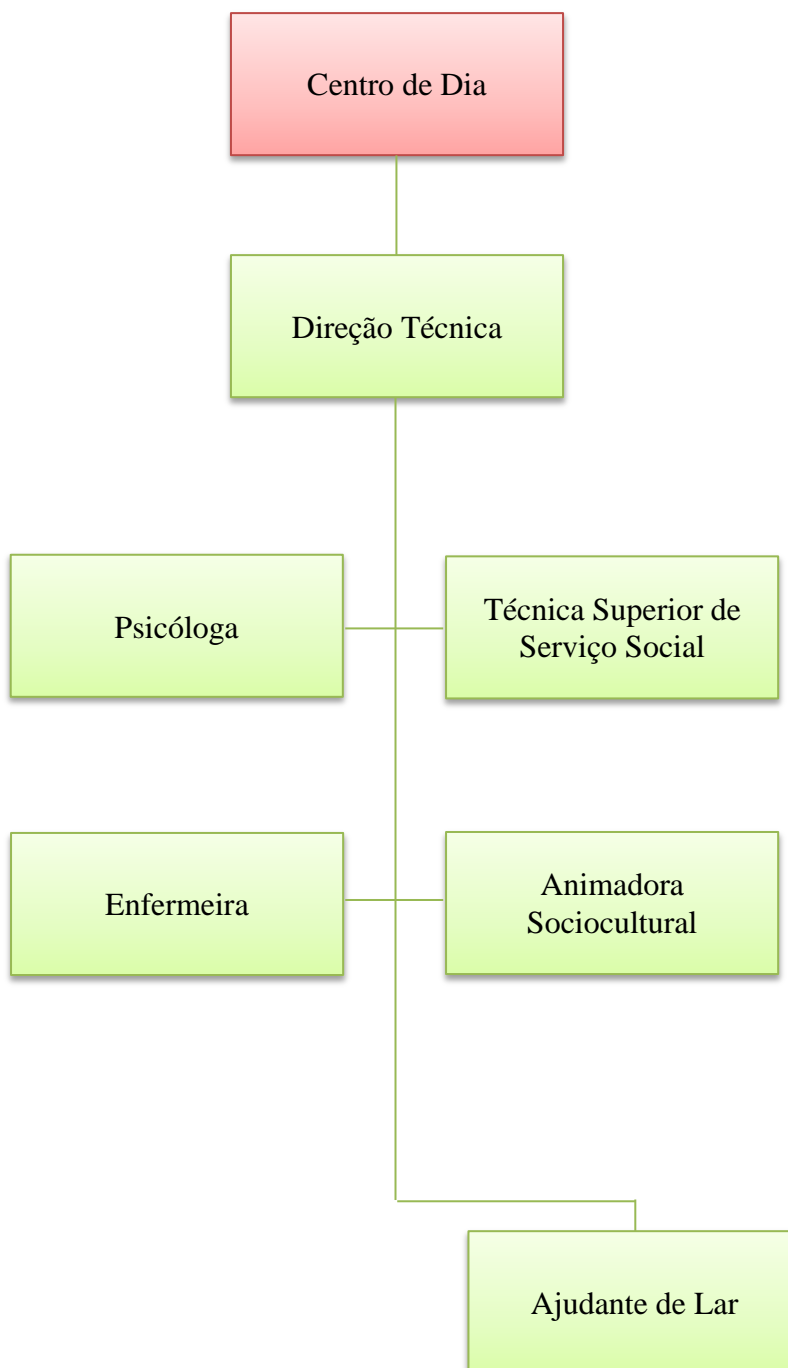 Centro de Dia
Direção Técnica
Psicóloga
Técnica Superior de
Serviço Social
Enfermeira
Animadora
Sociocultural
Ajudante de Lar